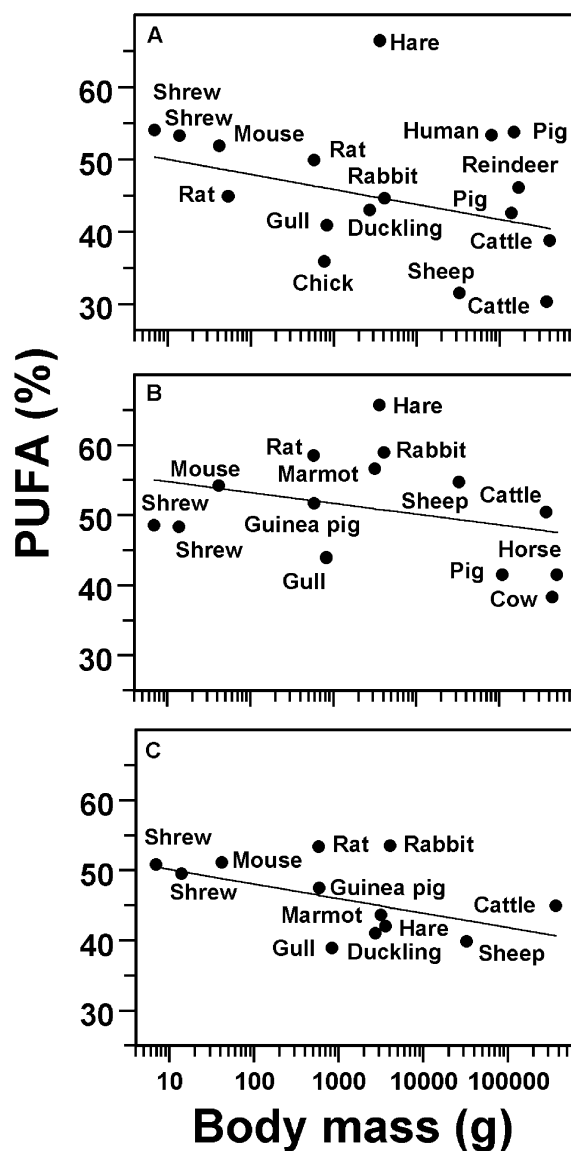 A
Hare
Shrew
60
Shrew
Mouse
Human
Pig
Rat
50
Reindeer
Rabbit
Rat
Pig
Gull
Duckling
40
Cattle
Chick
Sheep
30
Cattle
PUFA (%)
B
Hare
60
Rat
Rabbit
Mouse
Marmot
Sheep
Cattle
50
Shrew
Guinea pig
Shrew
Horse
Gull
Pig
40
Cow
30
C
60
Shrew
Rat
Rabbit
Mouse
50
Shrew
Guinea pig
Marmot
Cattle
Hare
40
Gull
Duckling
Sheep
30
10 100 1000 10000 100000
Body mass (g)